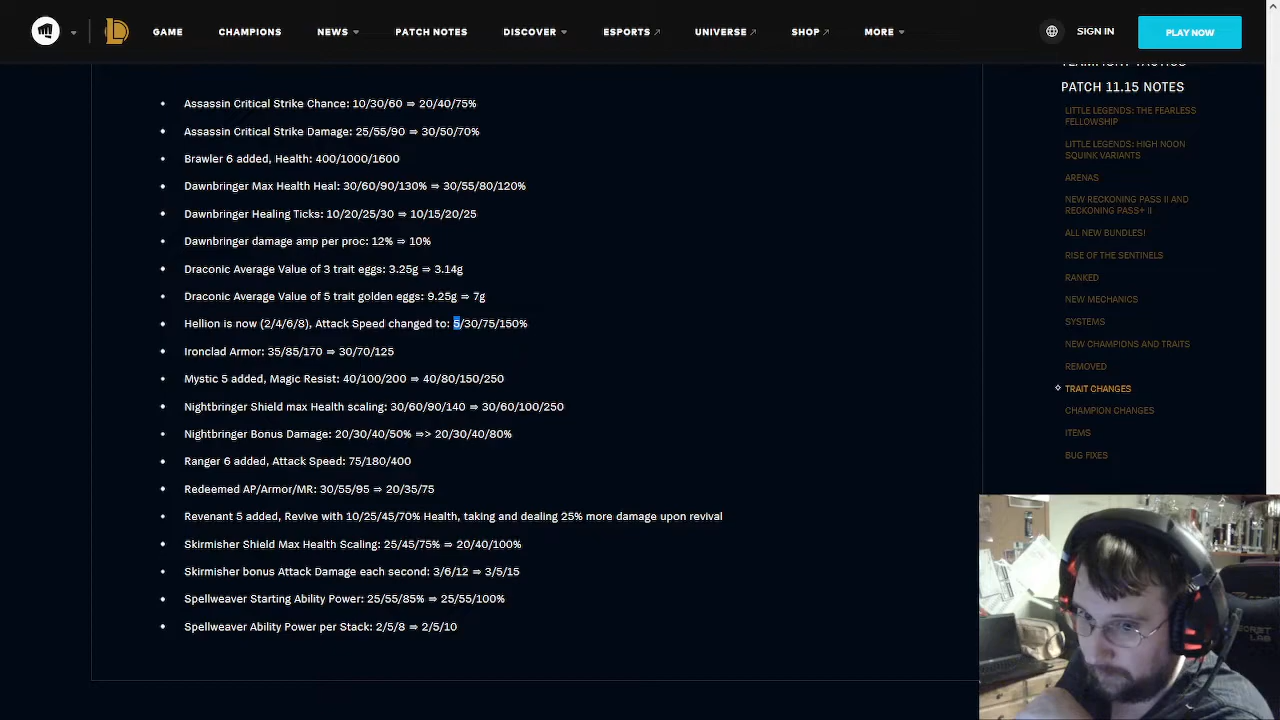 GAME CHAMPIONS NEWS PATCH NOTES DISCOVER ESPORTS UNIVERSE SHOP MORE SIGN IN PLAY NOW
Assassin Critical Strike Chance: 10/30/60 ⇒ 20/40/75%
Assassin Critical Strike Damage: 25/45/75 ⇒ 30/50/70%
Brawler 6 added, Health: 400/1000/1800
Dawnbringer Max Health Heal: 30/60/90/130% ⇒ 30/55/80/120%
Dawnbringer Healing Ticks: 10/20/25/30 ⇒ 10/15/20/25
Dawnbringer damage amp per proc: 12% ⇒ 10%
Draconic Average Value of 3 trait eggs: 3.25g ⇒ 3.15g
Draconic Average Value of 5 trait golden eggs: 9.25g ⇒ 7g
Hellion is now (2/4/6/8), Attack Speed changed to: 5/30/75/150%
Ironclad Armor: 35/85/170 ⇒ 30/70/125
Mystic 5 added, Magic Resist: 40/100/200 ⇒ 40/80/150/250
Nightbringer Shield max Health scaling: 30/60/90/140 ⇒ 30/60/100/250
Nightbringer Bonus Damage: 20/30/40/50% =>> 20/30/40/80%
Ranger 6 added, Attack Speed: 75/180/400
Redeemed AP/Armor/MR: 30/55/95 ⇒ 20/35/75
Revenant 5 added, Revive with 10/25/45/70% Health, taking and dealing 25% more damage upon revival
Skirmisher Shield Max Health Scaling: 25/45/75% ⇒ 20/40/100%
Skirmisher bonus Attack Damage each second: 3/6/12 ⇒ 3/5/15
Spellweaver Starting Ability Power: 25/55/85% ⇒ 25/55/100%
Spellweaver Ability Power per Stack: 2/5/8 ⇒ 2/5/10
TEAMFIGHT TACTICS
PATCH 11.15 NOTES
LITTLE LEGENDS: THE FEARLESS
FELLOWSHIP
LITTLE LEGENDS: HIGH NOON
SQUINK VARIANTS
ARENAS
NEW RECKONING PASS II AND
RECKONING PASS+ II
ALL NEW BUNDLES!
RISE OF THE SENTINELS
RANKED
NEW MECHANICS
SYSTEMS
NEW CHAMPIONS AND TRAITS
REMOVED
TRAIT CHANGES
CHAMPION CHANGES
ITEMS
BUG FIXES
SECRET
LAB